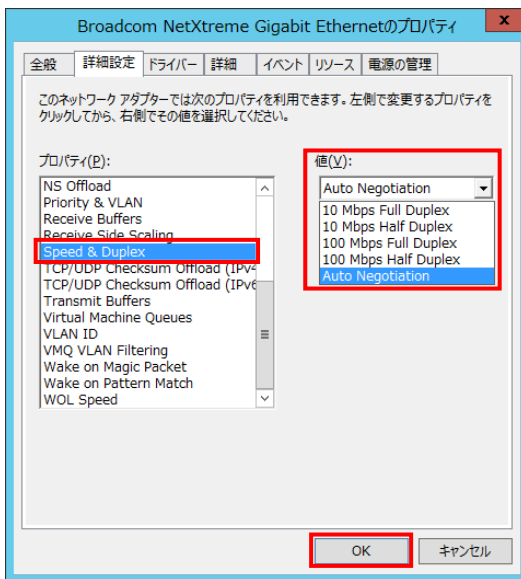 Broadcom NetXtreme Gigabit Ethernetのプロパティ
x
全般 詳細設定 ドライバー 詳細 イベント リソース 電源の管理
このネットワーク アダプターでは次のプロパティを利用できます。左側で変更するプロパティを
クリックしてから、右側でその値を選択してください。
プロパティ(P):
NS Offload
Priority & VLAN
Receive Buffers
Receive Side Scaling
Speed & Duplex
TCP/UDP Checksum Offload (IPv4
TCP/UDP Checksum Offload (IPv6
Transmit Buffers
Virtual Machine Queues
VLAN ID
VMQ VLAN Filtering
Wake on Magic Packet
Wake on Pattern Match
WOL Speed
値(V):
Auto Negotiation
10 Mbps Full Duplex
10 Mbps Half Duplex
100 Mbps Full Duplex
100 Mbps Half Duplex
Auto Negotiation
OK キャンセル